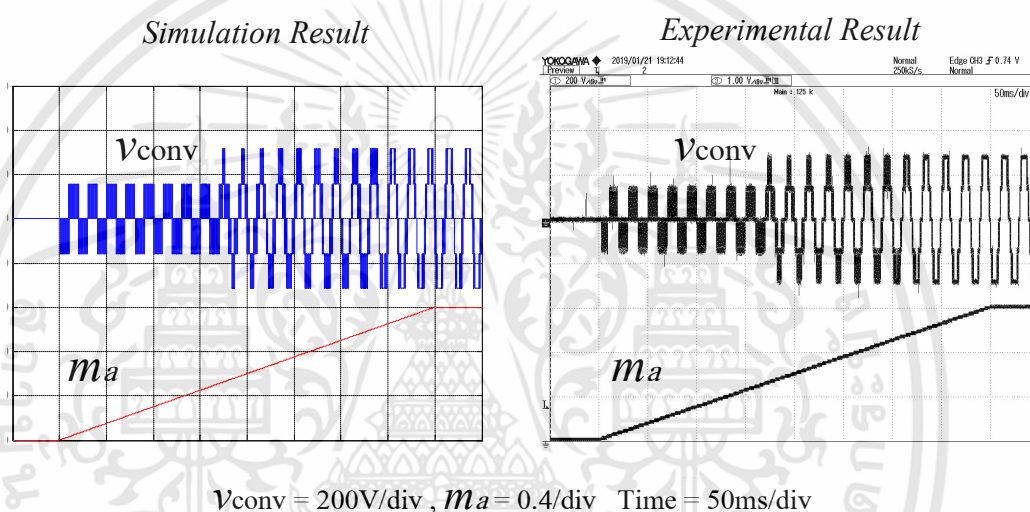 Simulation Result
Experimental Result
YOKOGAWA ◆ 2019/01/21 19:12:44
Normal
Edge CH3 ⨍ 0.74 V
Preview
2
250kS/s
Normal
① 200 V/div
③ 1.00 V/div
Main : 125 k
50ms/div
vconv
vconv
ma
ma
vconv = 200V/div , ma = 0.4/div Time = 50ms/div